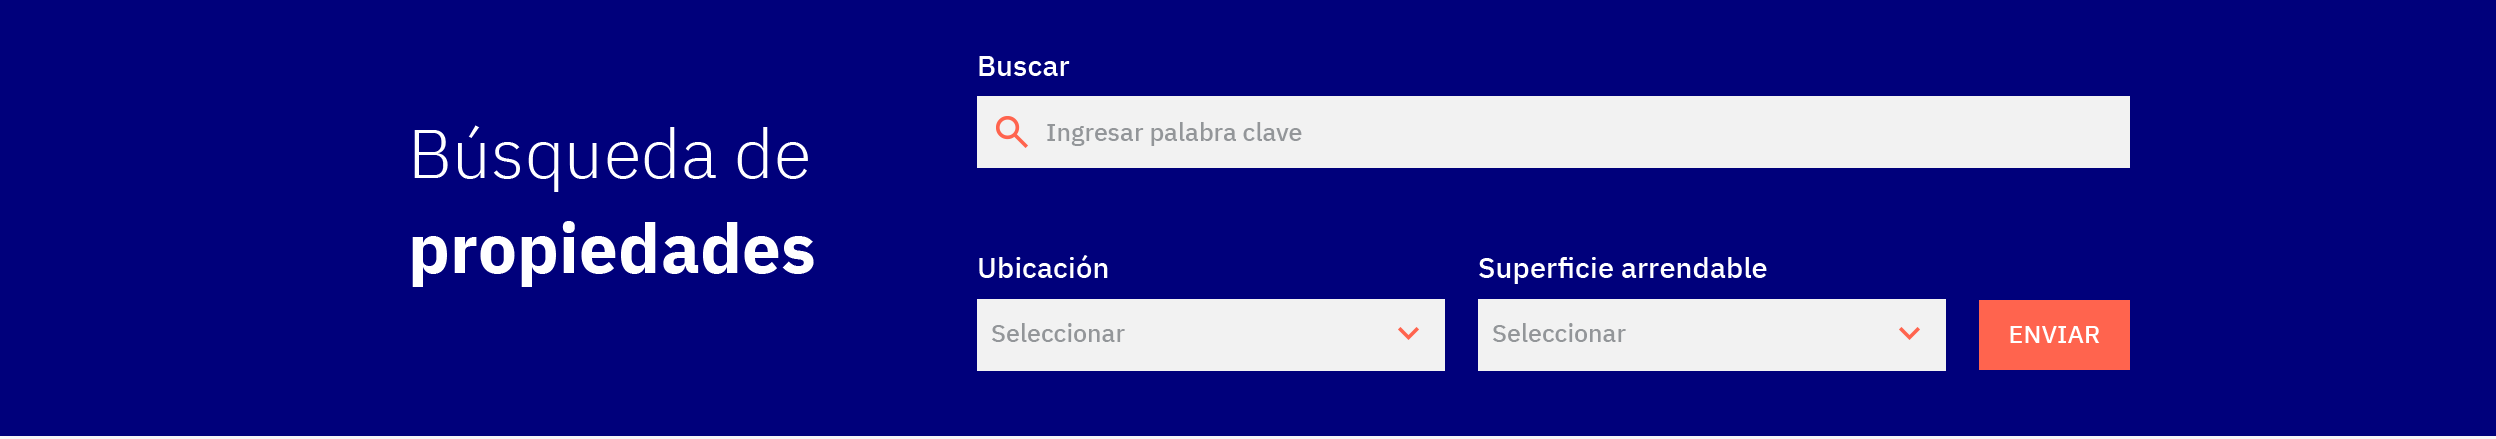 Búsqueda de
propiedades
Buscar
Ingresar palabra clave
Ubicación
Seleccionar
Superficie arrendable
Seleccionar
ENVIAR